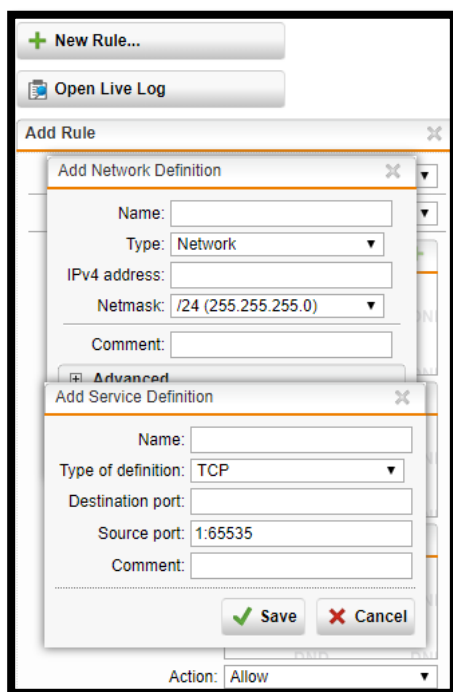 New Rule...
Open Live Log
Add Rule
Add Network Definition
Name:
Type: Network
IPv4 address:
Netmask: /24 (255.255.255.0)
Comment:
Advanced
Add Service Definition
Name:
Type of definition: TCP
Destination port:
Source port: 1:65535
Comment:
Save Cancel
Action: Allow